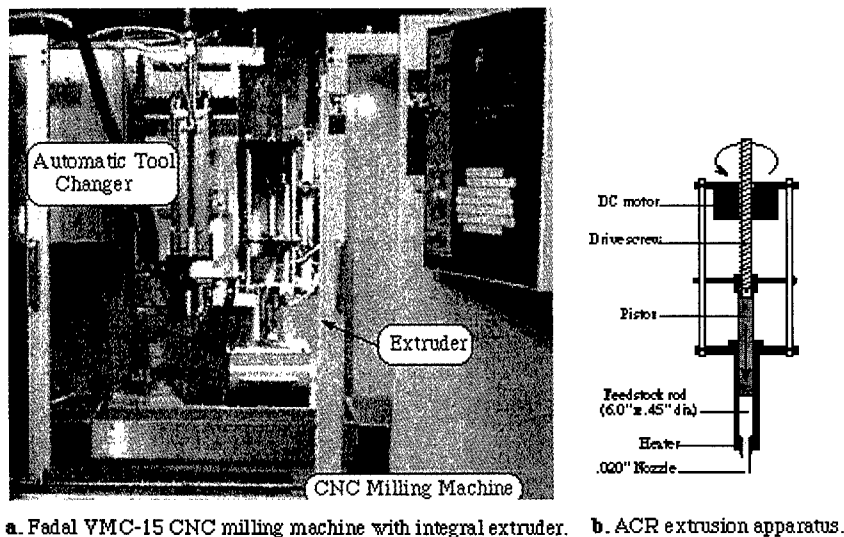 Automatic Tool
Changer
Extruder
CNC Milling Machine
DC motor
Drive screw
Piston
Feedstock rod
(6.0" x .45" dia)
Heater
.020" Nozzle
a. Fadal VMC-15 CNC milling machine with integral extruder.
b. ACR extrusion apparatus.